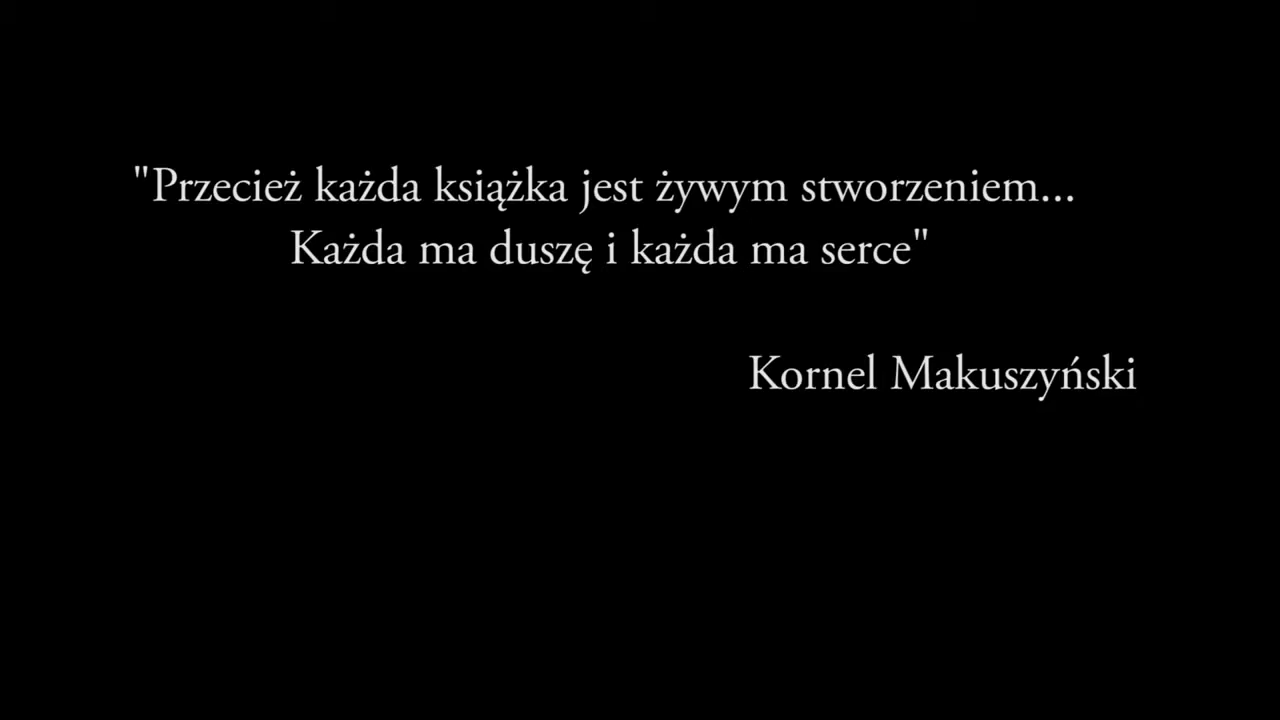 "Przecież każda książka jest żywym stworzeniem...
Każda ma duszę i każda ma serce"
Kornel Makuszyński